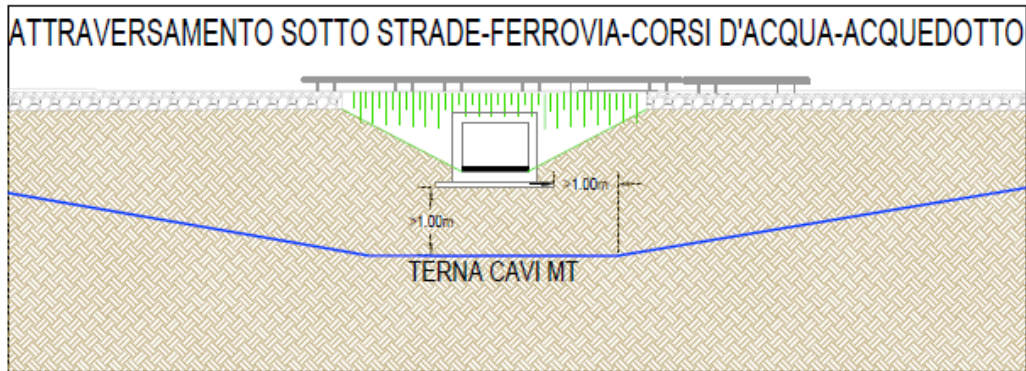 ATTRAVERSAMENTO SOTTO STRADE-FERROVIA-CORSI D'ACQUA-ACQUEDOTTO
>1.00m
>1.00m
TERNA CAVI MT